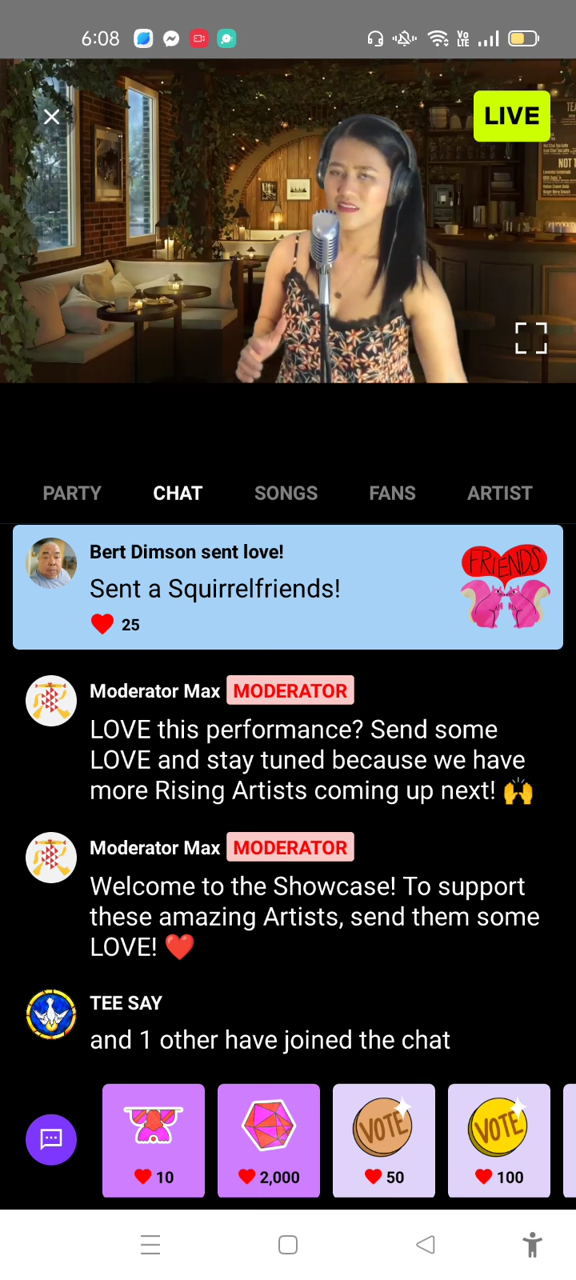 6:08
VO
LTE
LIVE
PARTY
CHAT
SONGS
FANS
ARTIST
Bert Dimson sent love!
Sent a Squirrelfriends!
25
FRIENDS
Moderator Max MODERATOR
LOVE this performance? Send some
LOVE and stay tuned because we have
more Rising Artists coming up next! 🙌
Moderator Max MODERATOR
Welcome to the Showcase! To support
these amazing Artists, send them some
LOVE! ❤️
TEE SAY
and 1 other have joined the chat
10
2,000
VOTE
50
VOTE
100